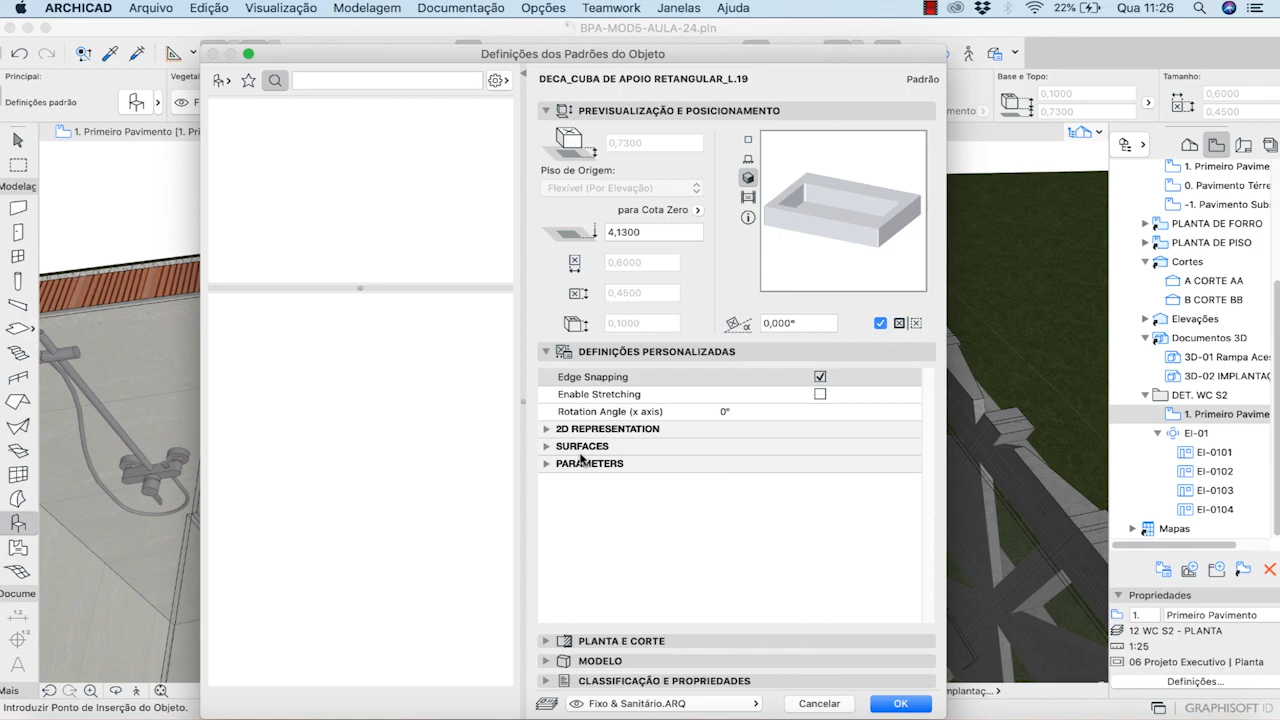 ARCHICAD Arquivo Edição Visualização Modelagem Documentação Opções Teamwork Janelas Ajuda 22% Qua 11:26
BPA-MOD5-AULA-24.pln
Definições dos Padrões do Objeto
Principal:
Definições padrão
Base e Topo:
0,1000
0,7300
Tamanho:
0,6000
0,4500
1. Primeiro Pavimento [1. Pri
DECA_CUBA DE APOIO RETANGULAR_L.19 Padrão
PREVISUALIZAÇÃO E POSICIONAMENTO
0,7300
Piso de Origem:
Flexível (Por Elevação)
para Cota Zero
4,1300
0,6000
0,4500
0,1000
0,000°
DEFINIÇÕES PERSONALIZADAS
Edge Snapping
Enable Stretching
Rotation Angle (x axis) 0°
2D REPRESENTATION
SURFACES
PARAMETERS
PLANTA E CORTE
MODELO
CLASSIFICAÇÃO E PROPRIEDADES
Fixo & Sanitário.ARQ
Cancelar
OK
Modelag
Docume
Mais
Introduzir Ponto de Inserção do Objeto.
1. Primeiro Pavime
0. Pavimento Térre
-1. Pavimento Sub
PLANTA DE FORRO
PLANTA DE PISO
Cortes
A CORTE AA
B CORTE BB
Elevações
Documentos 3D
3D-01 Rampa Aces
3D-02 IMPLANTAÇ
DET. WC S2
1. Primeiro Pavime
EI-01
EI-0101
EI-0102
EI-0103
EI-0104
Mapas
Propriedades
1. Primeiro Pavimento
12 WC S2 - PLANTA
1:25
06 Projeto Executivo | Planta
Definições...
GRAPHISOFT ID